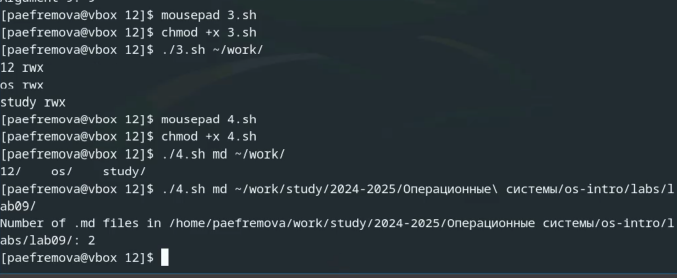 Argument 9: 9
[paefremova@vbox 12]$ mousepad 3.sh
[paefremova@vbox 12]$ chmod +x 3.sh
[paefremova@vbox 12]$ ./3.sh ~/work/
12 rwx
os rwx
study rwx
[paefremova@vbox 12]$ mousepad 4.sh
[paefremova@vbox 12]$ chmod +x 4.sh
[paefremova@vbox 12]$ ./4.sh md ~/work/
12/    os/    study/
[paefremova@vbox 12]$ ./4.sh md ~/work/study/2024-2025/Операционные\ системы/os-intro/labs/l
ab09/
Number of .md files in /home/paefremova/work/study/2024-2025/Операционные системы/os-intro/l
abs/lab09/: 2
[paefremova@vbox 12]$